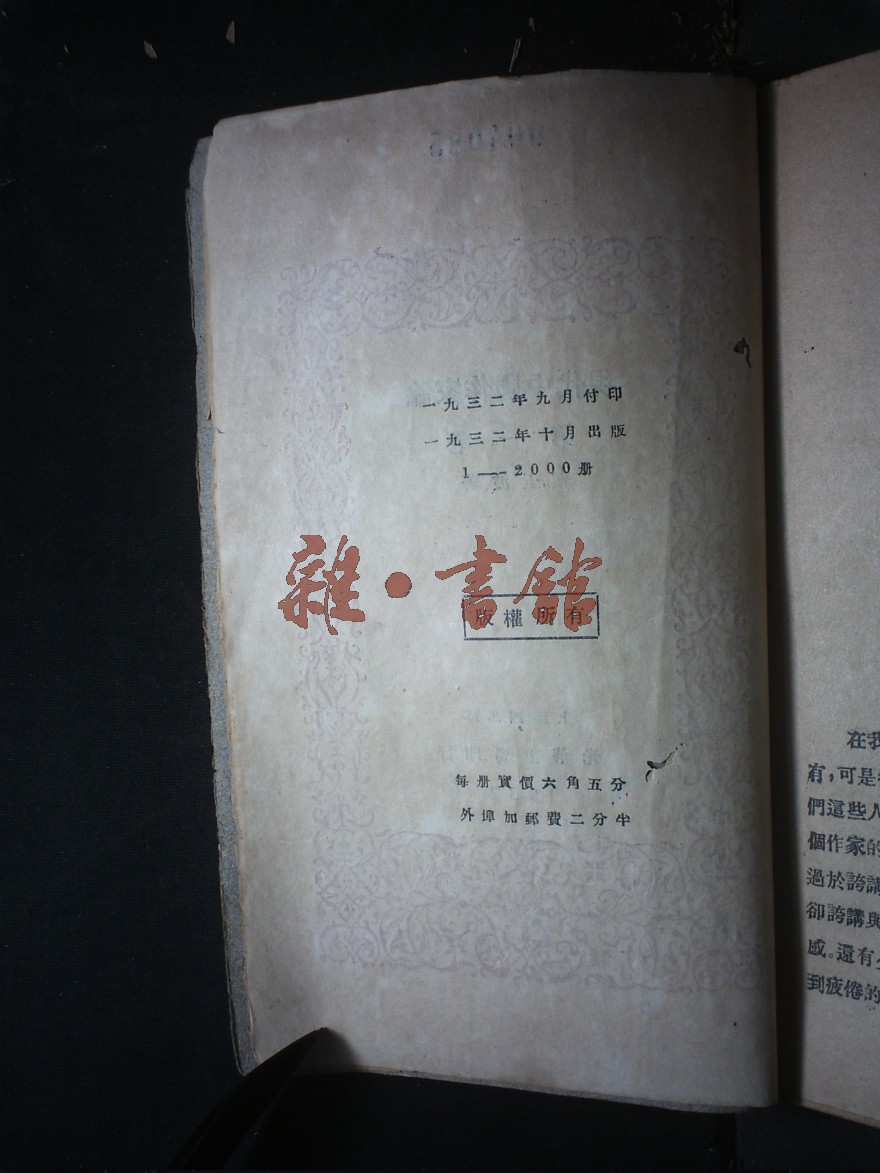 一九三二年九月付印
一九三二年十月出版
1——2000册
雜·書館
版權所有
每册實價六角五分
外埠加郵費二分半
在我
有，可是
們這些人
個作家的
過於誇講
卻誇講與
感。還有
到疲倦的